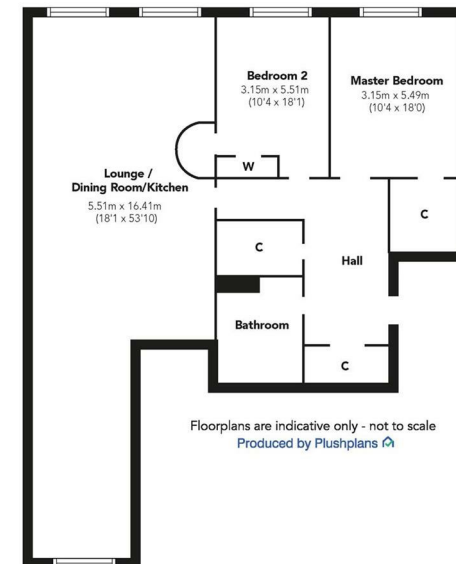 Bedroom 2
3.15m x 5.51m
(10'4 x 18'1)
Master Bedroom
3.15m x 5.49m
(10'4 x 18'0)
W
Lounge /
Dining Room/Kitchen
5.51m x 16.41m
(18'1 x 53'10)
C
C
Hall
Bathroom
C
Floorplans are indicative only - not to scale
Produced by Plushplans